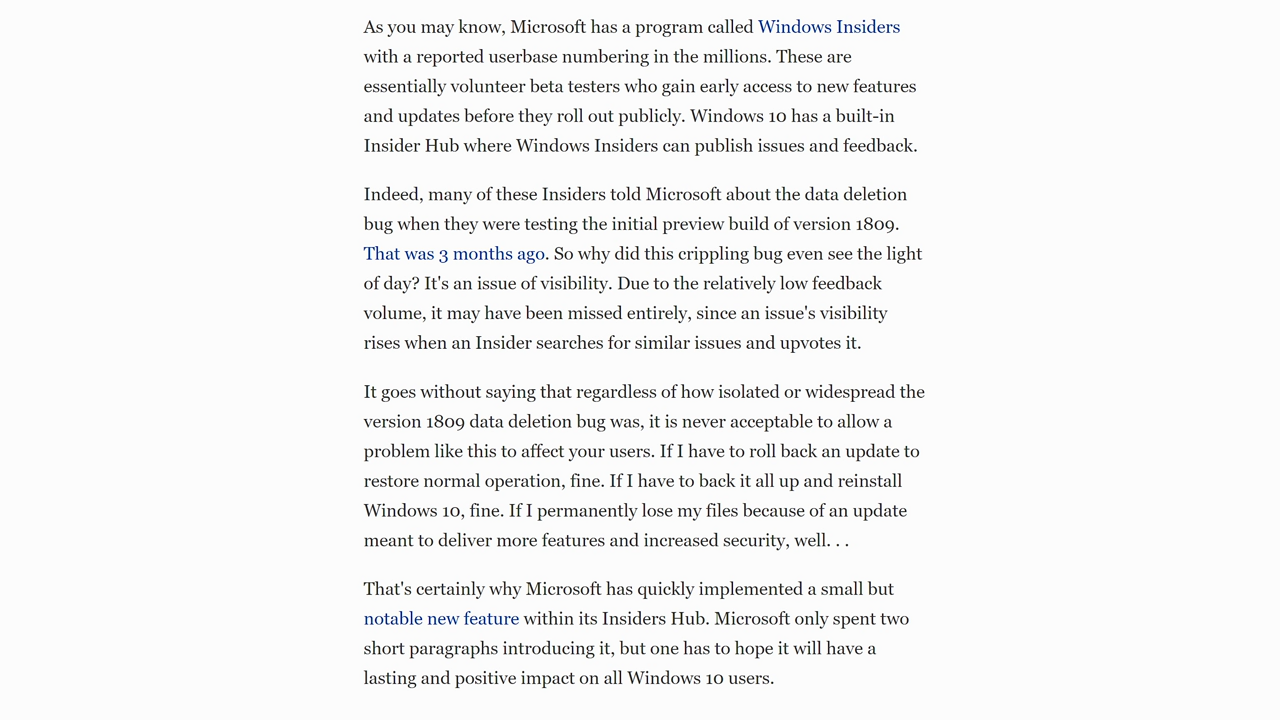 As you may know, Microsoft has a program called Windows Insiders
with a reported userbase numbering in the millions. These are
essentially volunteer beta testers who gain early access to new features
and updates before they roll out publicly. Windows 10 has a built-in
Insider Hub where Windows Insiders can publish issues and feedback.
Indeed, many of these Insiders told Microsoft about the data deletion
bug when they were testing the initial preview build of version 1809.
That was 3 months ago. So why did this crippling bug even see the light
of day? It's an issue of visibility. Due to the relatively low feedback
volume, it may have been missed entirely, since an issue's visibility
rises when an Insider searches for similar issues and upvotes it.
It goes without saying that regardless of how isolated or widespread the
version 1809 data deletion bug was, it is never acceptable to allow a
problem like this to affect your users. If I have to roll back an update to
restore normal operation, fine. If I have to back it all up and reinstall
Windows 10, fine. If I permanently lose my files because of an update
meant to deliver more features and increased security, well. . .
That's certainly why Microsoft has quickly implemented a small but
notable new feature within its Insiders Hub. Microsoft only spent two
short paragraphs introducing it, but one has to hope it will have a
lasting and positive impact on all Windows 10 users.